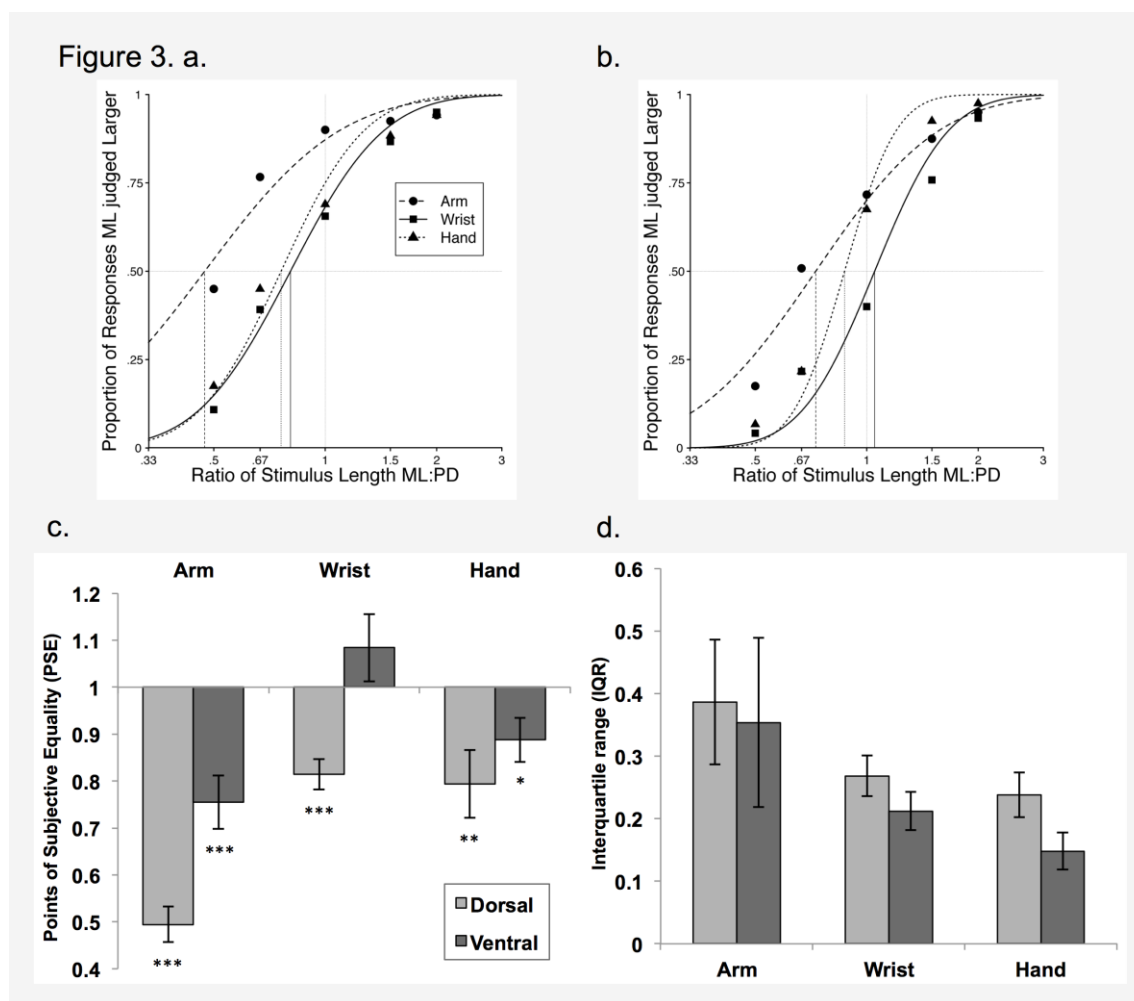 Figure 3. a.
b.
Proportion of Responses ML judged Larger
1
.75
.50
.25
0
Arm
Wrist
Hand
.33 .5 .67 1 1.5 2 3
Ratio of Stimulus Length ML:PD
Proportion of Responses ML judged Larger
1
.75
.50
.25
0
.33 .5 .67 1 1.5 2 3
Ratio of Stimulus Length ML:PD
c.
Arm Wrist Hand
Points of Subjective Equality (PSE)
1.2
1.1
1
0.9
0.8
0.7
0.6
0.5
0.4
***
***
***
**
*
Dorsal
Ventral
d.
Interquartile range (IQR)
0.6
0.5
0.4
0.3
0.2
0.1
0
Arm Wrist Hand